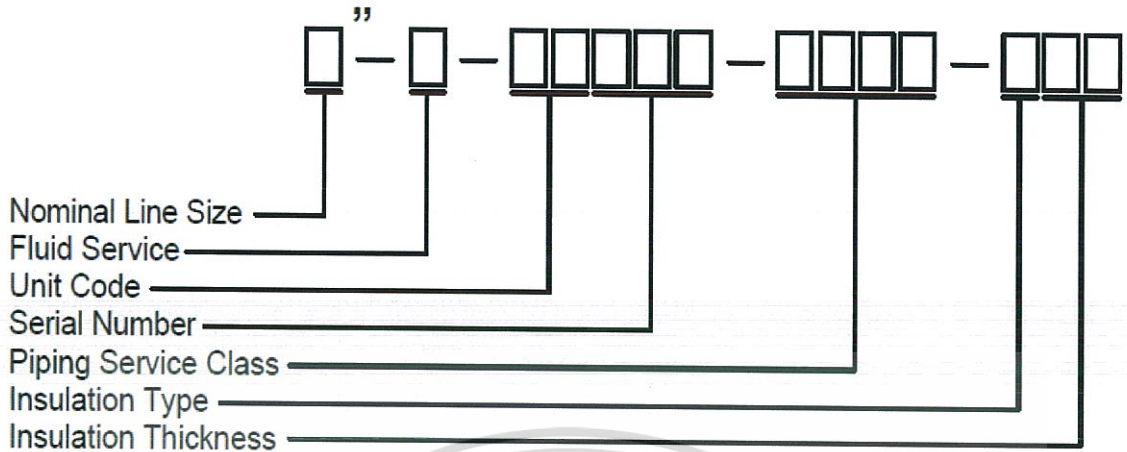 ”
Nominal Line Size
Fluid Service
Unit Code
Serial Number
Piping Service Class
Insulation Type
Insulation Thickness